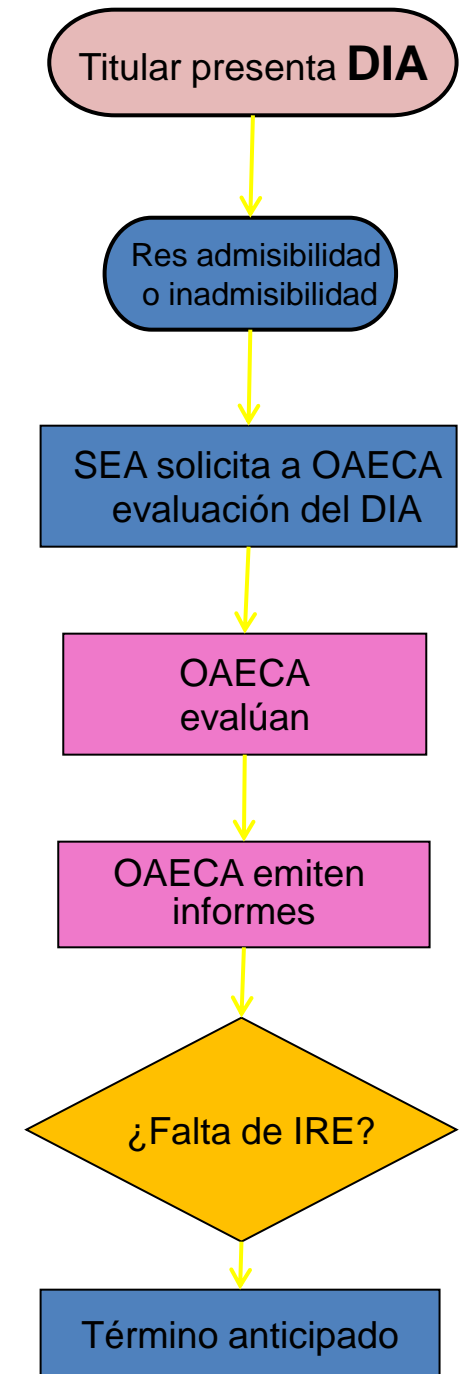 Titular presenta DIA
Res admisibilidad
o inadmisibilidad
SEA solicita a OAECA
evaluación del DIA
OAECA
evalúan
OAECA emiten
informes
¿Falta de IRE?
Término anticipado